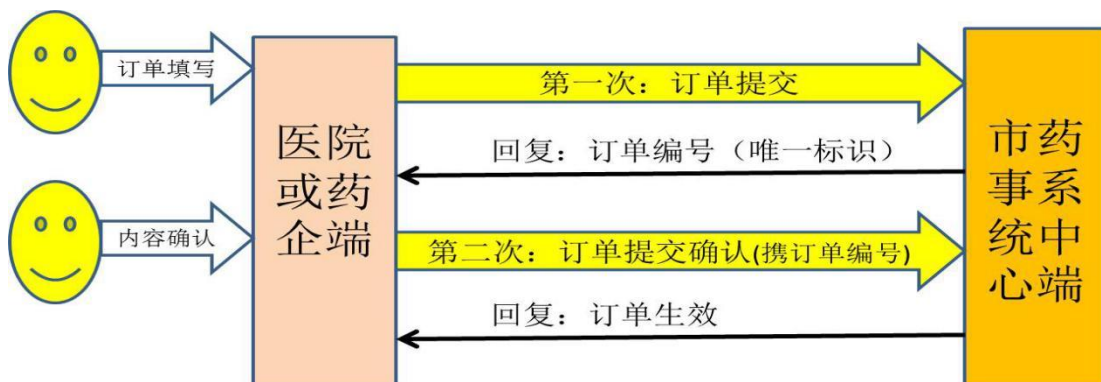 订单填写
第一次：订单提交
医院
或药
企端
回复：订单编号（唯一标识）
市药
事系
统中
心端
内容确认
第二次：订单提交确认(携订单编号)
回复：订单生效